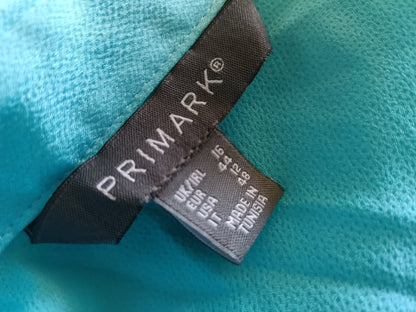 PRIMARK®
UK/IRL 16
EUR 44
USA 12
IT 48
MADE IN
TUNISIA